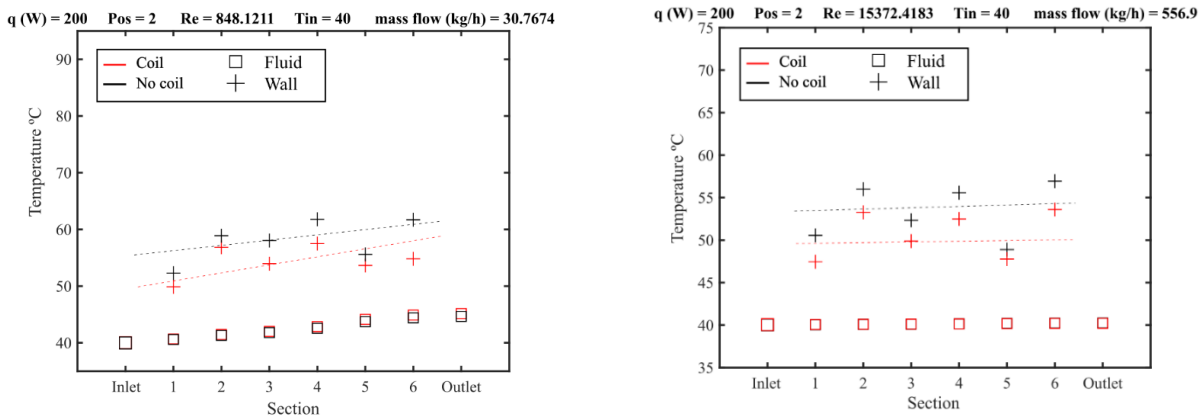 q (W) = 200 Pos = 2 Re = 848.1211 Tin = 40 mass flow (kg/h) = 30.7674
Coil Fluid
No coil Wall
90
80
70
60
50
40
Temperature ºC
Inlet 1 2 3 4 5 6 Outlet
Section
q (W) = 200 Pos = 2 Re = 15372.4183 Tin = 40 mass flow (kg/h) = 556.9
Coil Fluid
No coil Wall
75
70
65
60
55
50
45
40
35
Temperature ºC
Inlet 1 2 3 4 5 6 Outlet
Section